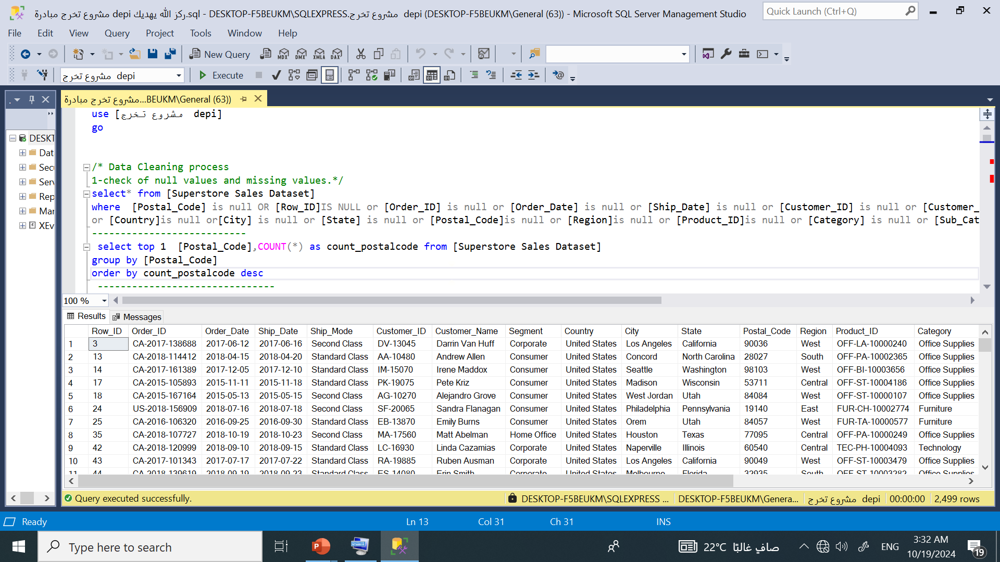 مشروع تخرج مبادرة depi ركز الله يهديك.sql - DESKTOP-F5BEUKM\SQLEXPRESS.مشروع تخرج depi (DESKTOP-F5BEUKM\General (63)) - Microsoft SQL Server Management Studio
Quick Launch (Ctrl+Q)
File Edit View Query Project Tools Window Help
New Query MDX DMX XMLA DAX
مشروع تخرج depi Execute
مشروع تخرج مبادرة...BEUKM\General (63))
use [مشروع تخرج depi]
go
DESKT
Dat
Sec
Serv
Rep
Mar
XEv
/* Data Cleaning process
1-check of null values and missing values.*/
select* from [Superstore Sales Dataset]
where [Postal_Code] is null OR [Row_ID]IS NULL or [Order_ID] is null or [Order_Date] is null or [Ship_Date] is null or [Customer_ID] is null or [Customer_
or [Country]is null or[City] is null or [State] is null or [Postal_Code]is null or [Region]is null or [Product_ID]is null or [Category] is null or [Sub_Cat
---------------------------
select top 1 [Postal_Code],COUNT(*) as count_postalcode from [Superstore Sales Dataset]
group by [Postal_Code]
order by count_postalcode desc
-------------------------------
100 %
Results Messages
Row_ID Order_ID Order_Date Ship_Date Ship_Mode Customer_ID Customer_Name Segment Country City State Postal_Code Region Product_ID Category
1 3 CA-2017-138688 2017-06-12 2017-06-16 Second Class DV-13045 Darrin Van Huff Corporate United States Los Angeles California 90036 West OFF-LA-10000240 Office Supplies
2 13 CA-2018-114412 2018-04-15 2018-04-20 Standard Class AA-10480 Andrew Allen Consumer United States Concord North Carolina 28027 South OFF-PA-10002365 Office Supplies
3 14 CA-2017-161389 2017-12-05 2017-12-10 Standard Class IM-15070 Irene Maddox Consumer United States Seattle Washington 98103 West OFF-BI-10003656 Office Supplies
4 17 CA-2015-105893 2015-11-11 2015-11-18 Standard Class PK-19075 Pete Kriz Consumer United States Madison Wisconsin 53711 Central OFF-ST-10004186 Office Supplies
5 18 CA-2015-167164 2015-05-13 2015-05-15 Second Class AG-10270 Alejandro Grove Consumer United States West Jordan Utah 84084 West OFF-ST-10000107 Office Supplies
6 24 US-2018-156909 2018-07-16 2018-07-18 Second Class SF-20065 Sandra Flanagan Consumer United States Philadelphia Pennsylvania 19140 East FUR-CH-10002774 Furniture
7 25 CA-2016-106320 2016-09-25 2016-09-30 Standard Class EB-13870 Emily Burns Consumer United States Orem Utah 84057 West FUR-TA-10000577 Furniture
8 35 CA-2018-107727 2018-10-19 2018-10-23 Second Class MA-17560 Matt Abelman Home Office United States Houston Texas 77095 Central OFF-PA-10000249 Office Supplies
9 42 CA-2018-120999 2018-09-10 2018-09-15 Standard Class LC-16930 Linda Cazamias Corporate United States Naperville Illinois 60540 Central TEC-PH-10004093 Technology
10 43 CA-2017-101343 2017-07-17 2017-07-22 Standard Class RA-19885 Ruben Ausman Corporate United States Los Angeles California 90049 West OFF-ST-10003479 Office Supplies
11 44 CA-2018-139619 2018-09-19 2018-09-23 Standard Class ES-14080 Erin Smith Corporate United States Melbourne Florida 32935 South OFF-ST-10003282 Office Supplies
Query executed successfully. DESKTOP-F5BEUKM\SQLEXPRESS ... DESKTOP-F5BEUKM\Genera... مشروع تخرج depi 00:00:00 2,499 rows
Ready Ln 13 Col 31 Ch 31 INS
Type here to search
22°C صافٍ غالبًا ENG
3:32 AM
10/19/2024
19